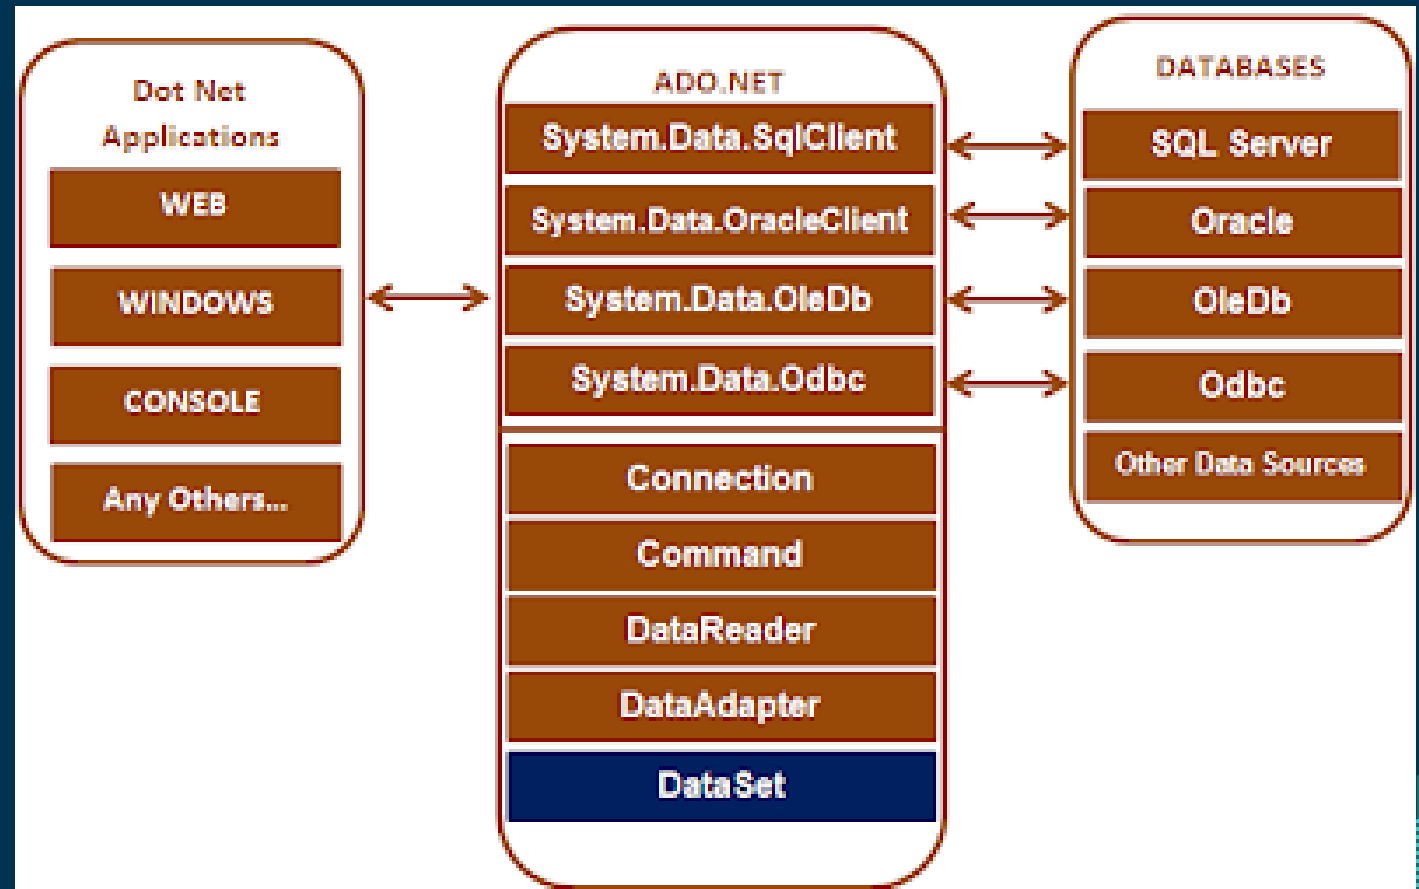 Dot Net
Applications
WEB
WINDOWS
CONSOLE
Any Others...
ADO.NET
System.Data.SqlClient
System.Data.OracleClient
System.Data.OleDb
System.Data.Odbc
Connection
Command
DataReader
DataAdapter
DataSet
DATABASES
SQL Server
Oracle
OleDb
Odbc
Other Data Sources